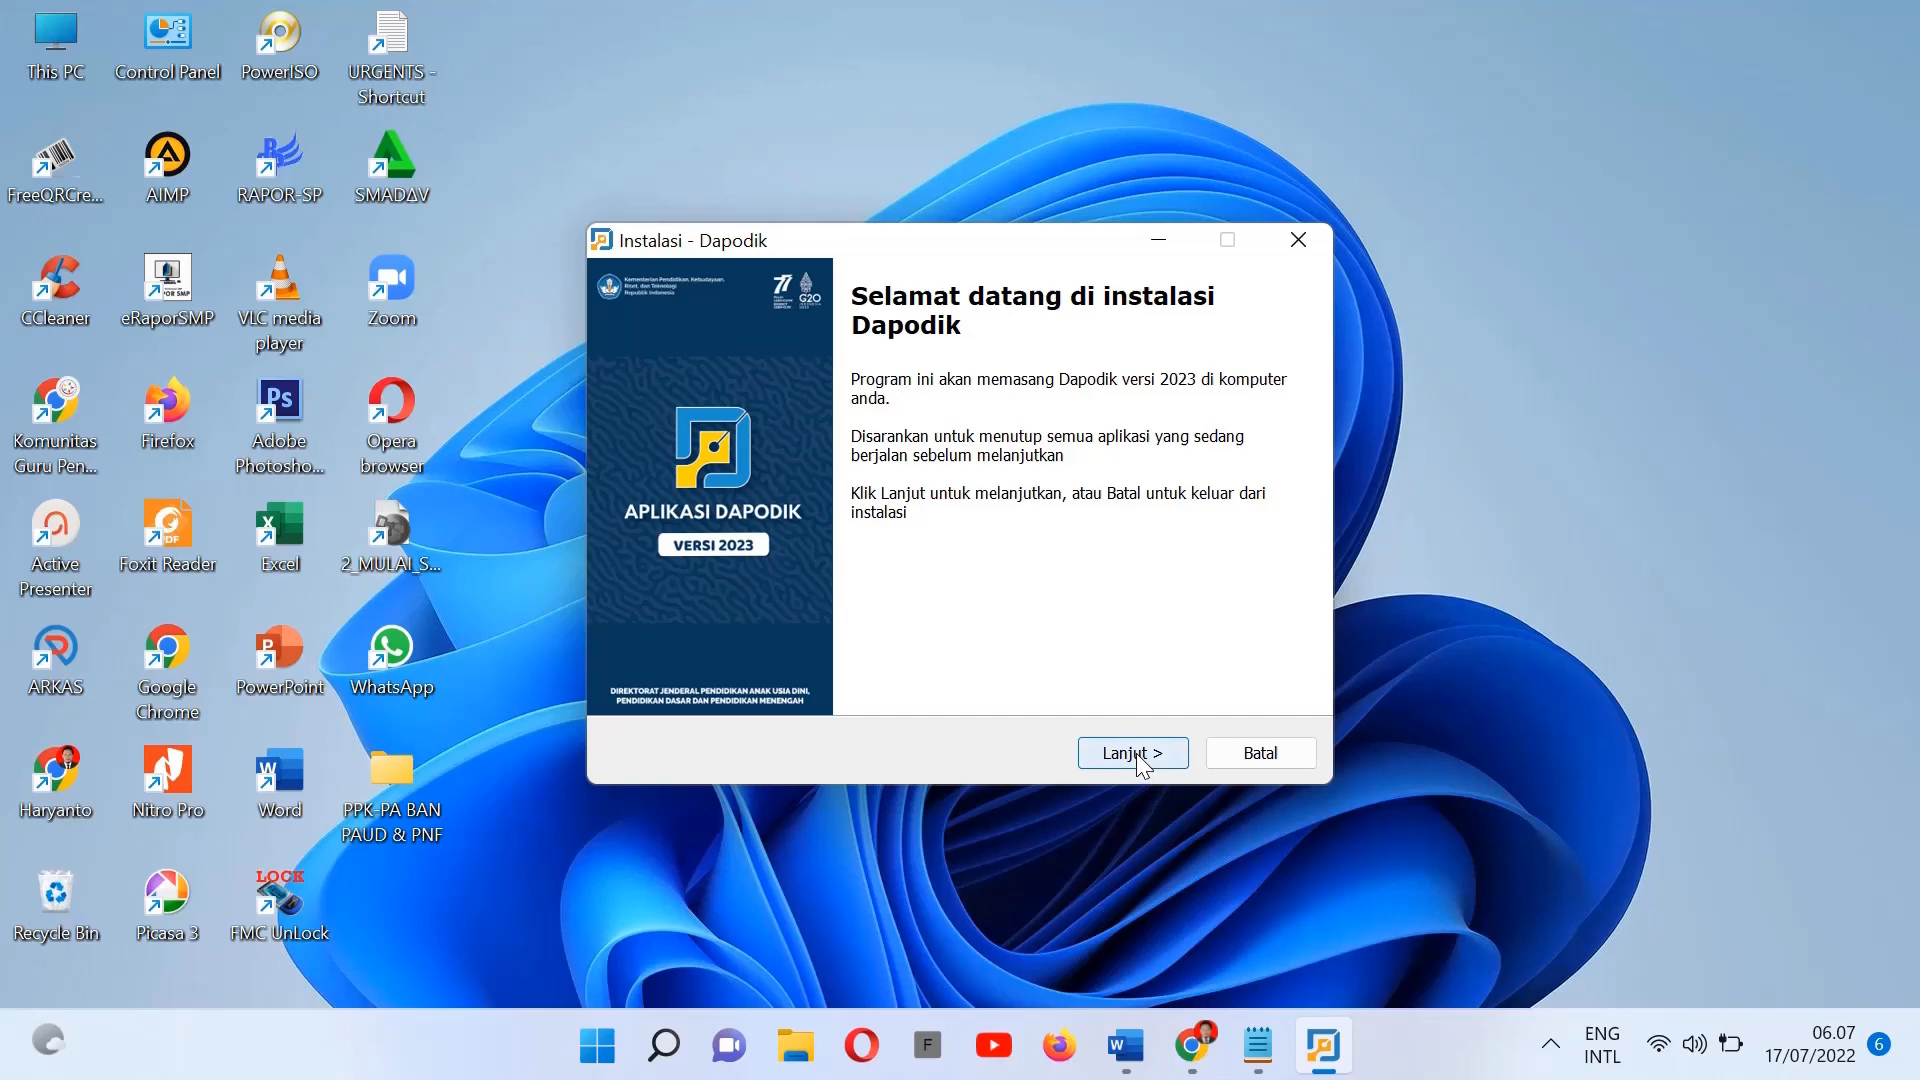 This PC
Control Panel
PowerISO
URGENTS -
Shortcut
FreeQRCre...
AIMP
RAPOR-SP
SMADΔV
CCleaner
eRaporSMP
VLC media
player
Zoom
Komunitas
Guru Pen...
Firefox
Adobe
Photosho...
Opera
browser
Active
Presenter
Foxit Reader
Excel
2_MULAI_S...
ARKAS
Google
Chrome
PowerPoint
WhatsApp
Haryanto
Nitro Pro
Word
PPK-PA BAN
PAUD & PNF
Recycle Bin
Picasa 3
LOCK
FMC UnLock
Instalasi - Dapodik
Kementerian Pendidikan, Kebudayaan,
Riset, dan Teknologi
Republik Indonesia
77
G20
APLIKASI DAPODIK
VERSI 2023
DIREKTORAT JENDERAL PENDIDIKAN ANAK USIA DINI,
PENDIDIKAN DASAR DAN PENDIDIKAN MENENGAH
Selamat datang di instalasi
Dapodik
Program ini akan memasang Dapodik versi 2023 di komputer
anda.
Disarankan untuk menutup semua aplikasi yang sedang
berjalan sebelum melanjutkan
Klik Lanjut untuk melanjutkan, atau Batal untuk keluar dari
instalasi
Lanjut >
Batal
F
ENG
INTL
06.07
17/07/2022
6